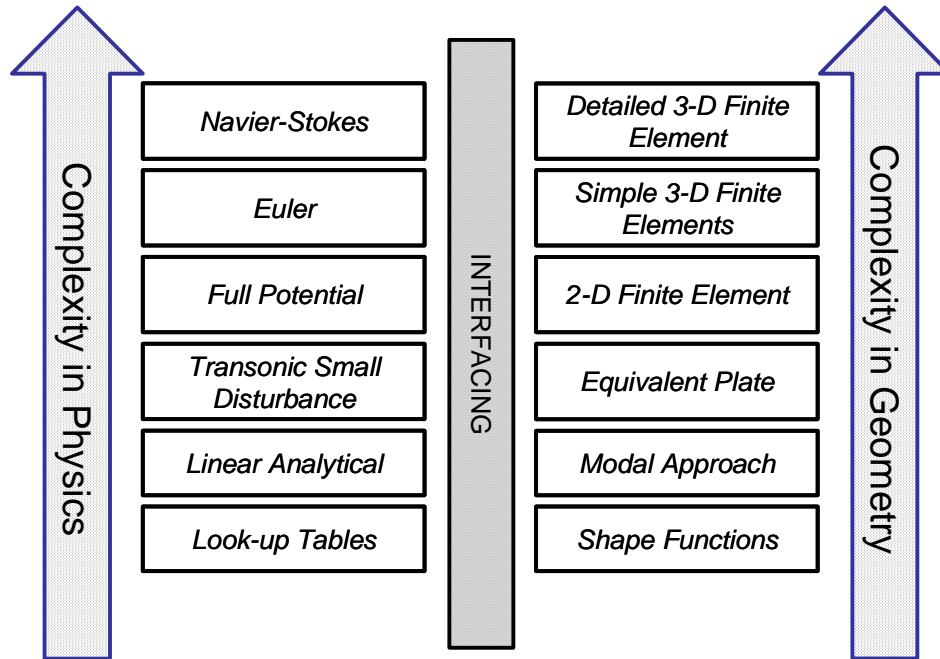 Complexity in Physics
Navier-Stokes
Euler
Full Potential
Transonic Small
Disturbance
Linear Analytical
Look-up Tables
INTERFACING
Detailed 3-D Finite
Element
Simple 3-D Finite
Elements
2-D Finite Element
Equivalent Plate
Modal Approach
Shape Functions
Complexity in Geometry